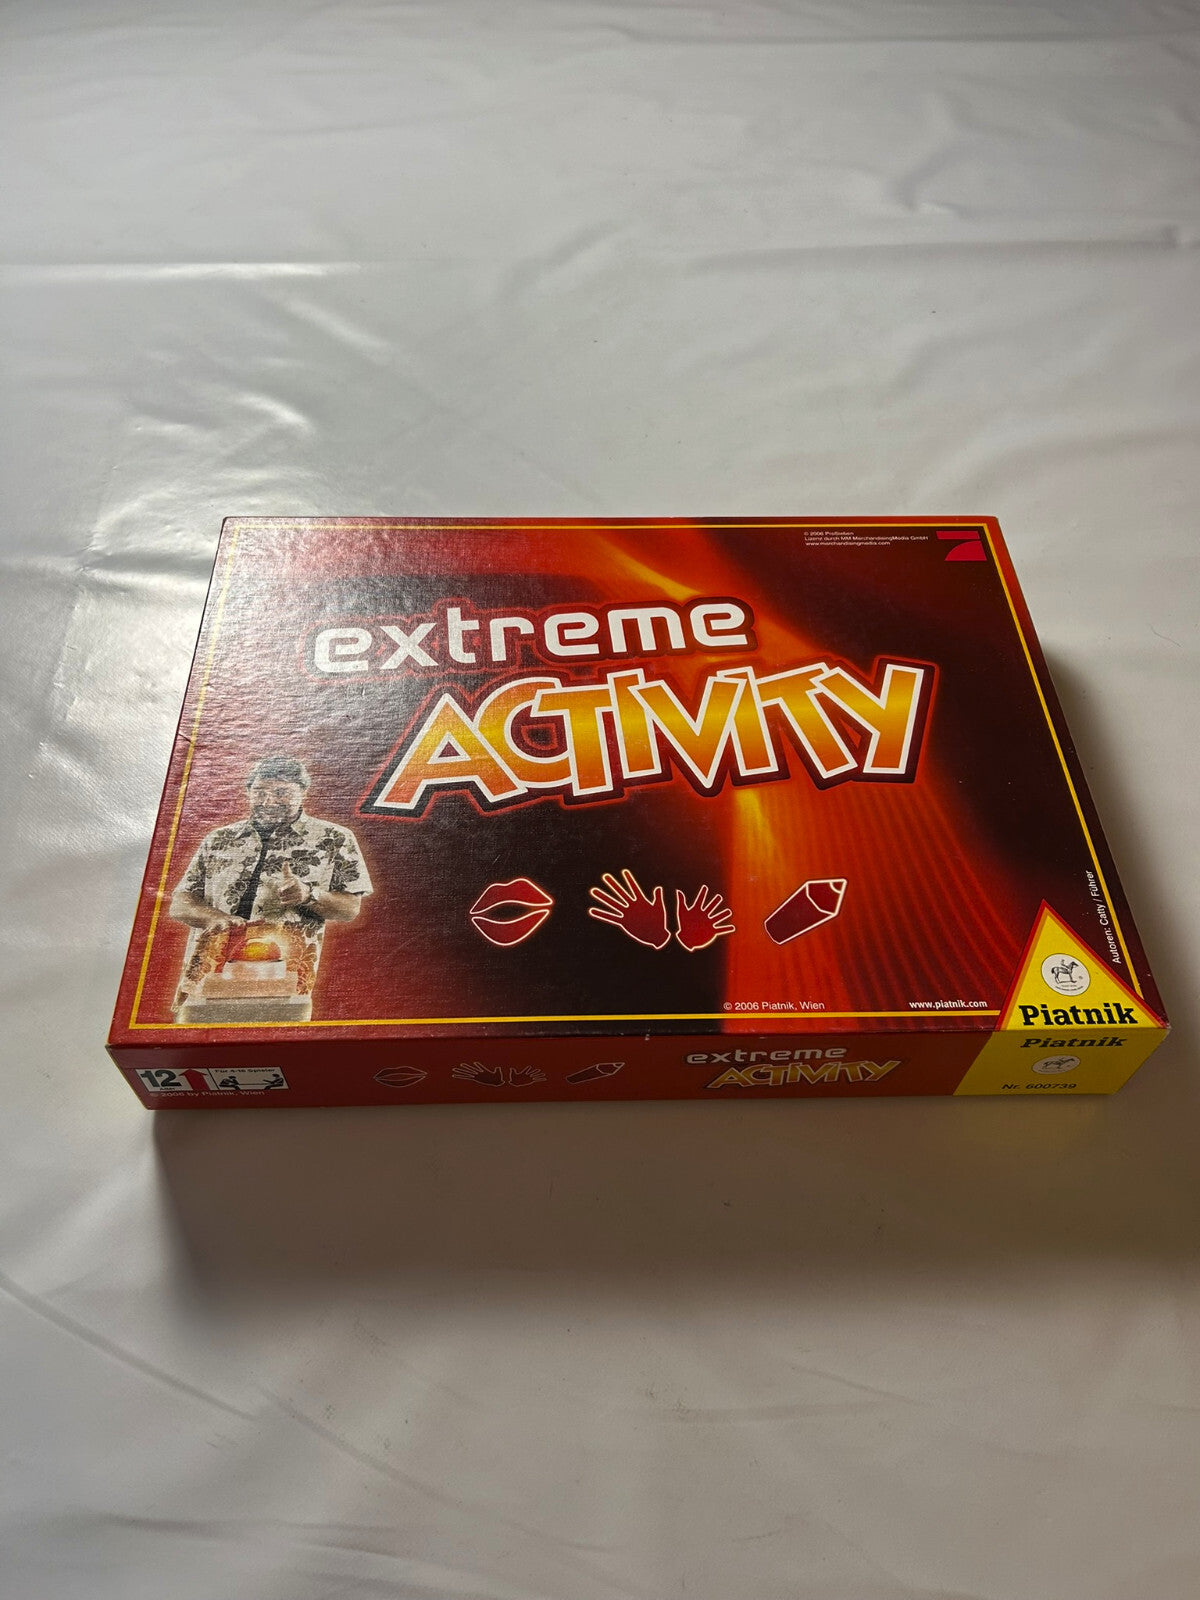 © 2006 ProSieben
Lizenz durch MM MerchandisingMedia GmbH
www.merchandisingmedia.com
extreme
ACTIVITY
Autoren: Catty / Führer
© 2006 Piatnik, Wien
www.piatnik.com
Piatnik
12
Für 4-16 Spieler
© 2006 by Piatnik, Wien
extreme
ACTIVITY
Piatnik
Nr. 600739